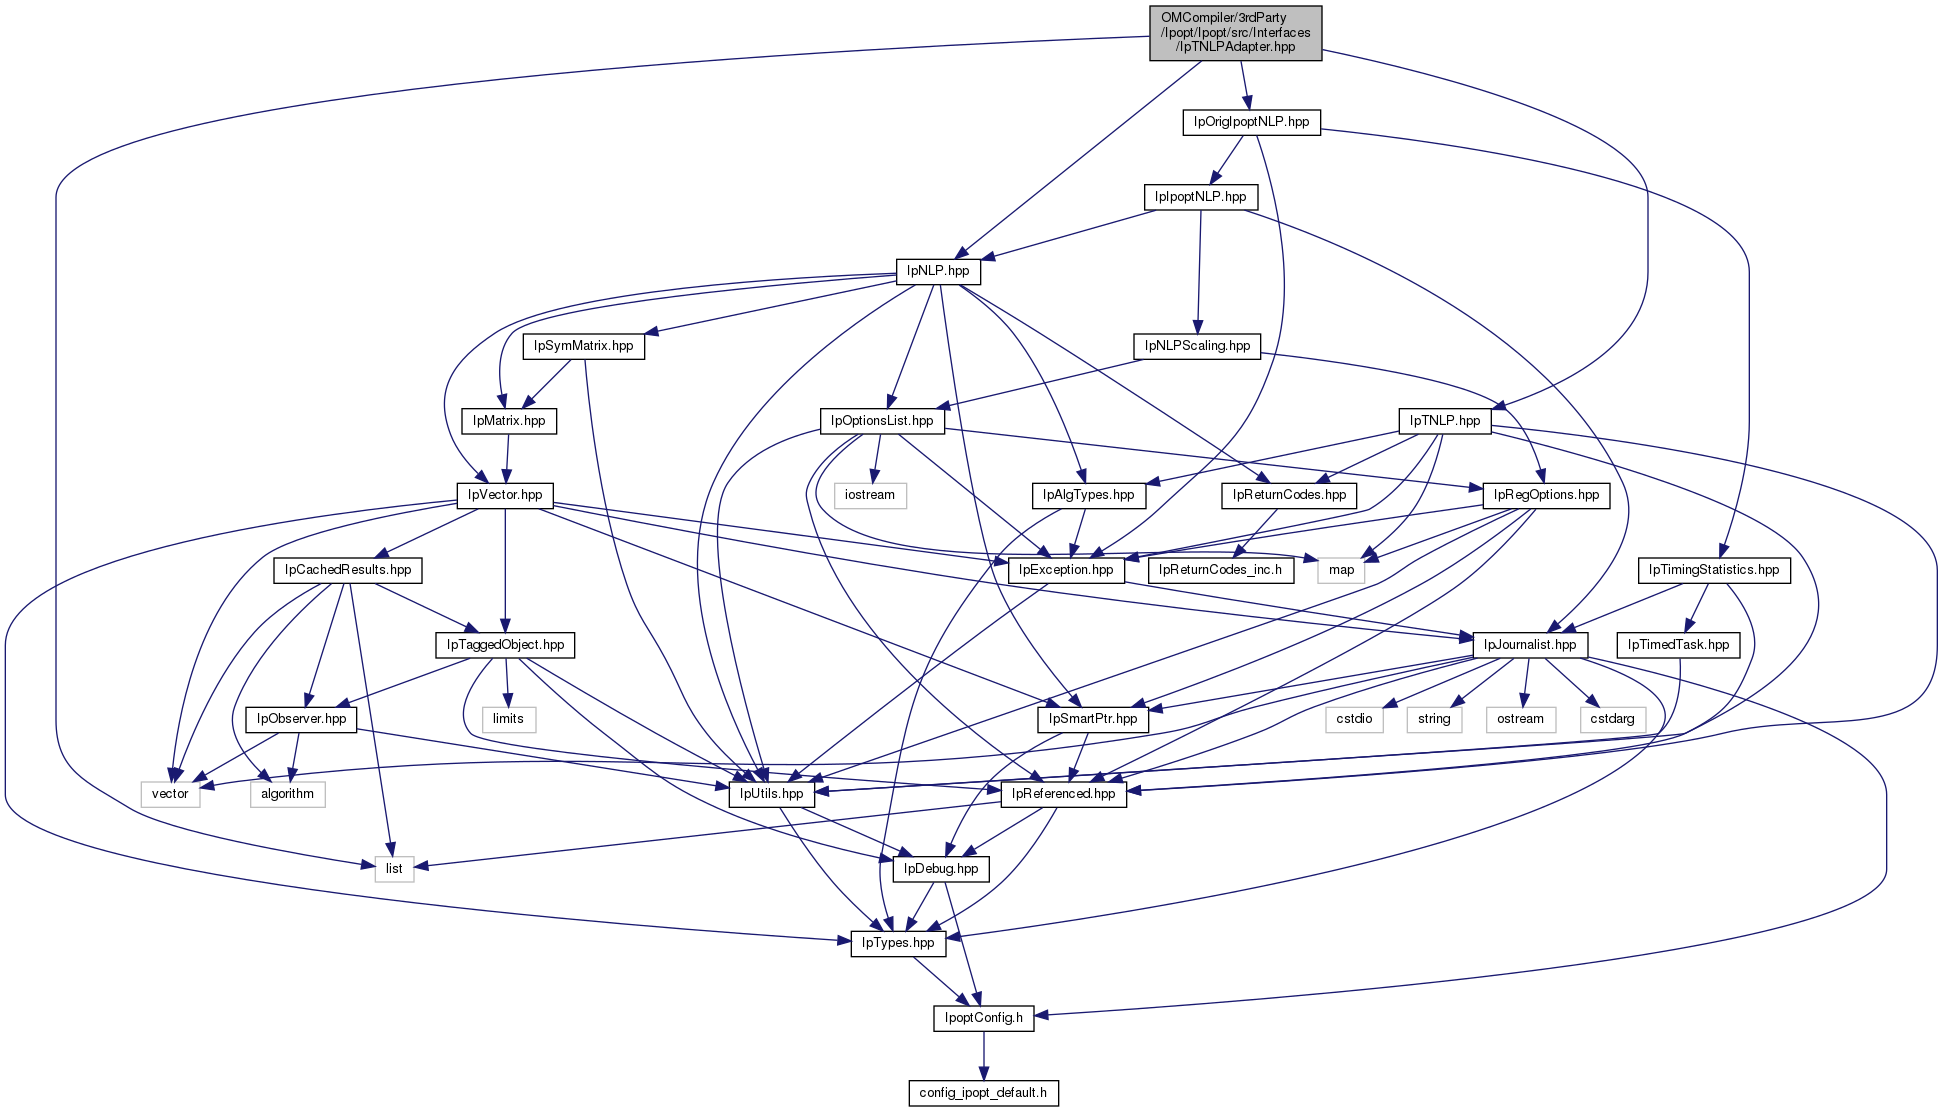 OMCompiler/3rdParty
/Ipopt/Ipopt/src/Interfaces
/IpTNLPAdapter.hpp
IpOrigIpoptNLP.hpp
IpIpoptNLP.hpp
IpNLP.hpp
IpSymMatrix.hpp
IpNLPScaling.hpp
IpMatrix.hpp
IpOptionsList.hpp
IpTNLP.hpp
IpVector.hpp
iostream
IpAlgTypes.hpp
IpReturnCodes.hpp
IpRegOptions.hpp
IpCachedResults.hpp
IpException.hpp
IpReturnCodes_inc.h
map
IpTimingStatistics.hpp
IpTaggedObject.hpp
IpJournalist.hpp
IpTimedTask.hpp
IpObserver.hpp
limits
IpSmartPtr.hpp
cstdio
string
ostream
cstdarg
vector
algorithm
IpUtils.hpp
IpReferenced.hpp
list
IpDebug.hpp
IpTypes.hpp
IpoptConfig.h
config_ipopt_default.h